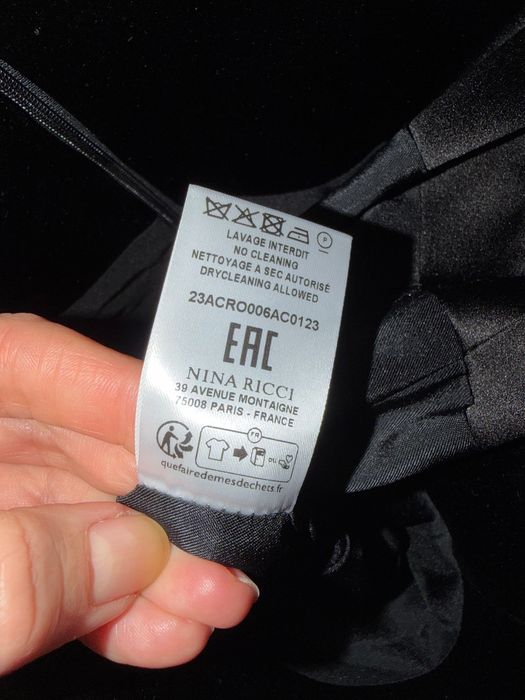 P
LAVAGE INTERDIT
NO CLEANING
NETTOYAGE A SEC AUTORISÉ
DRYCLEANING ALLOWED
23ACRO006AC0123
EAC
NINA RICCI
39 AVENUE MONTAIGNE
75008 PARIS - FRANCE
FR
OU
quefairedemesdechets.fr